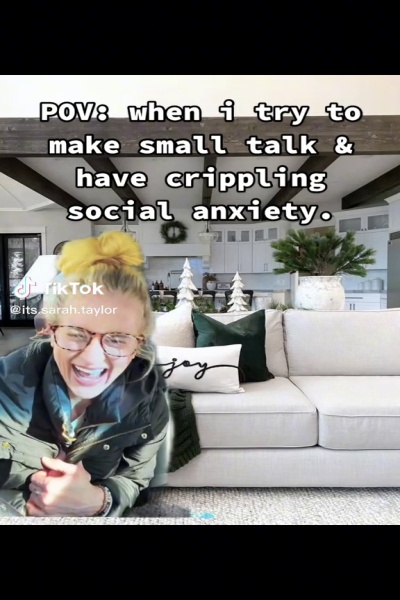 POV: when i try to
make small talk &
have crippling
social anxiety.
TikTok
@its.sarah.taylor
joy